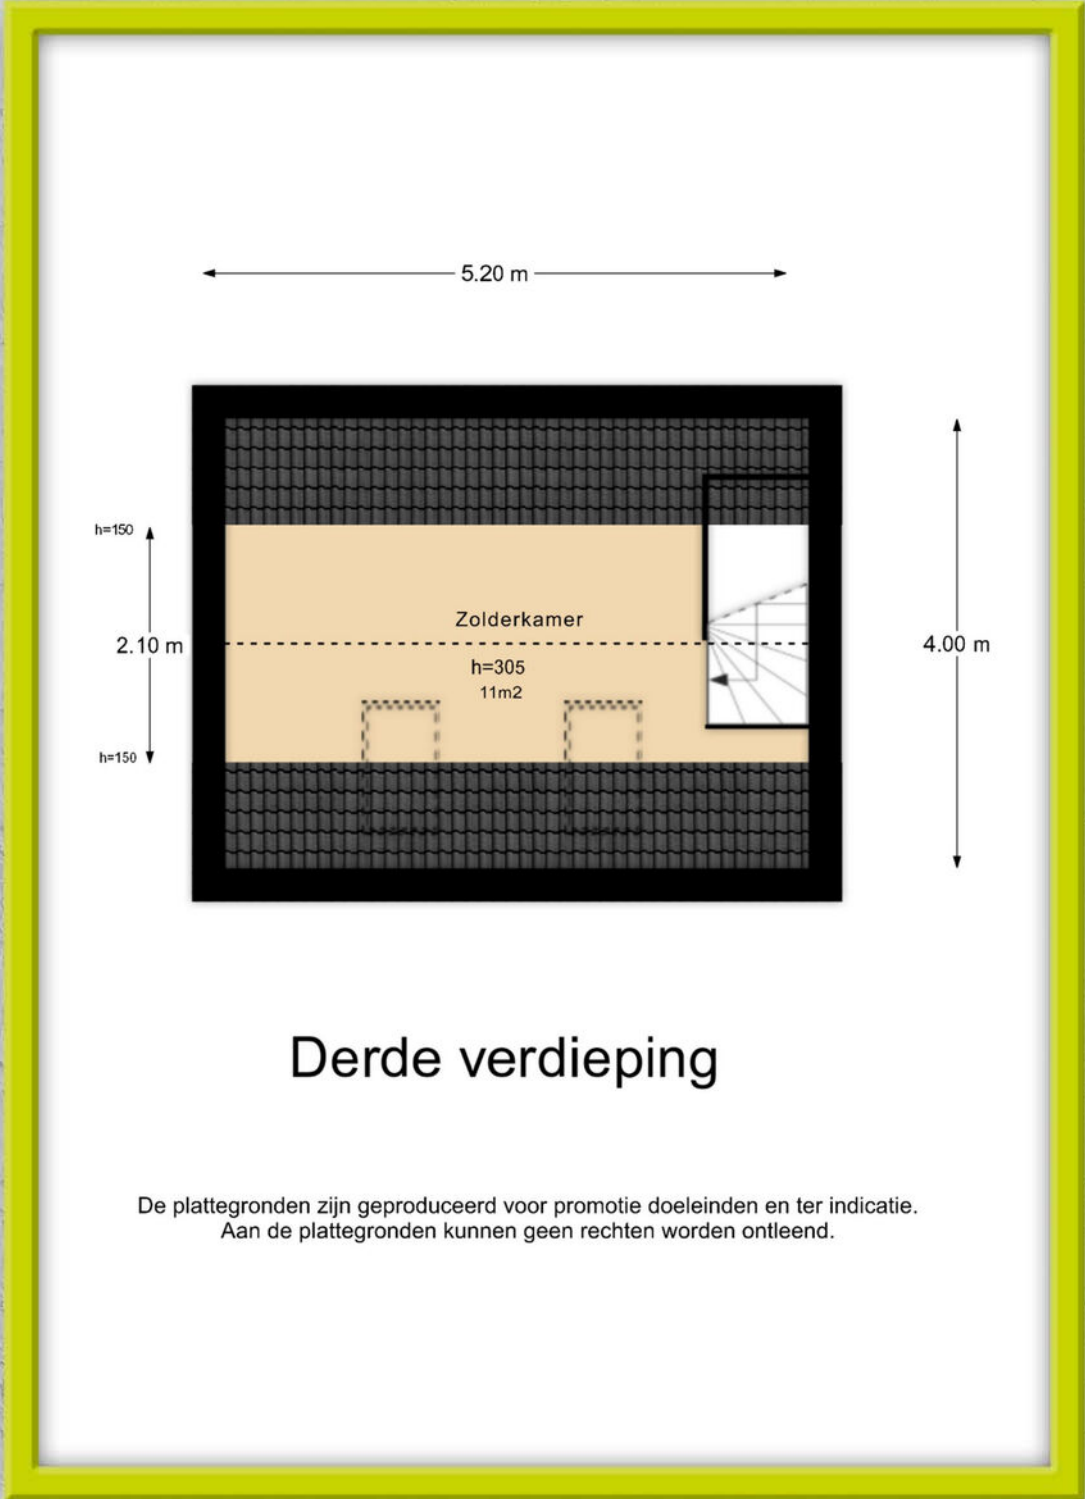 5.20 m
h=150
2.10 m
h=150
Zolderkamer
h=305
11m2
4.00 m
Derde verdieping
De plattegronden zijn geproduceerd voor promotie doeleinden en ter indicatie.
Aan de plattegronden kunnen geen rechten worden ontleend.